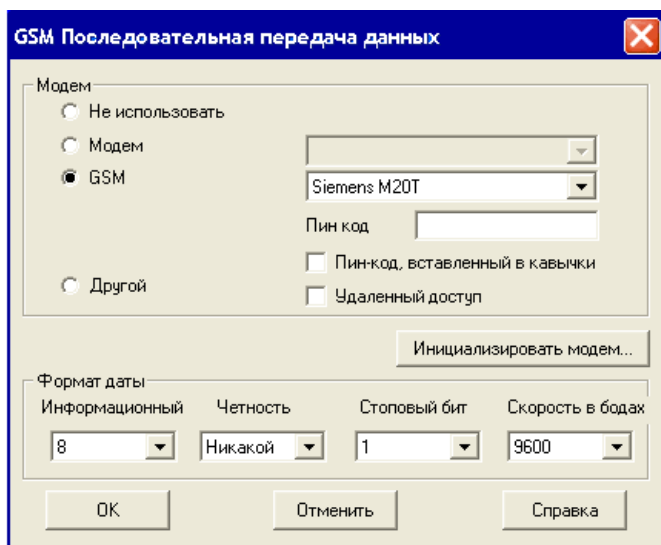 GSM Последовательная передача данных
Модем
Не использовать
Модем
GSM
Siemens M20T
Пин код
Пин-код, вставленный в кавычки
Другой
Удаленный доступ
Инициализировать модем...
Формат даты
Информационный Четность Стоповый бит Скорость в бодах
8 Никакой 1 9600
OK Отменить Справка